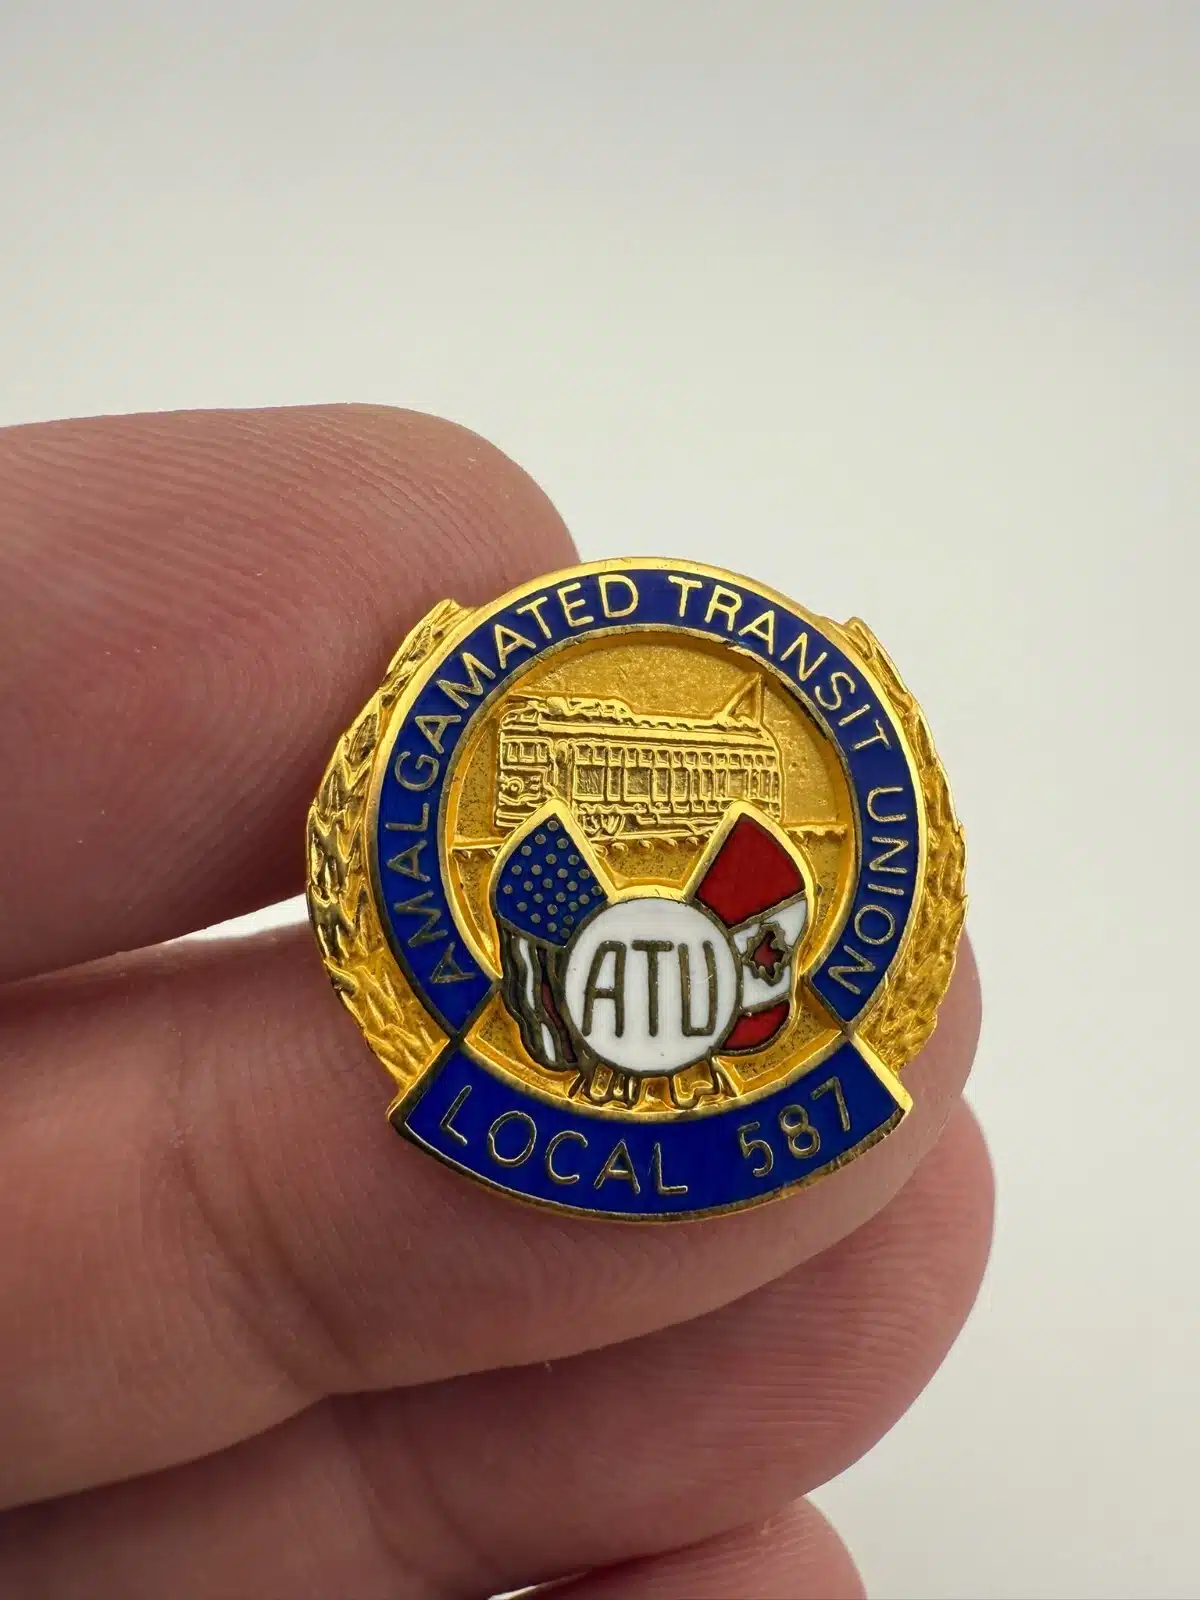 AMALGAMATED TRANSIT UNION
ATU
LOCAL 587